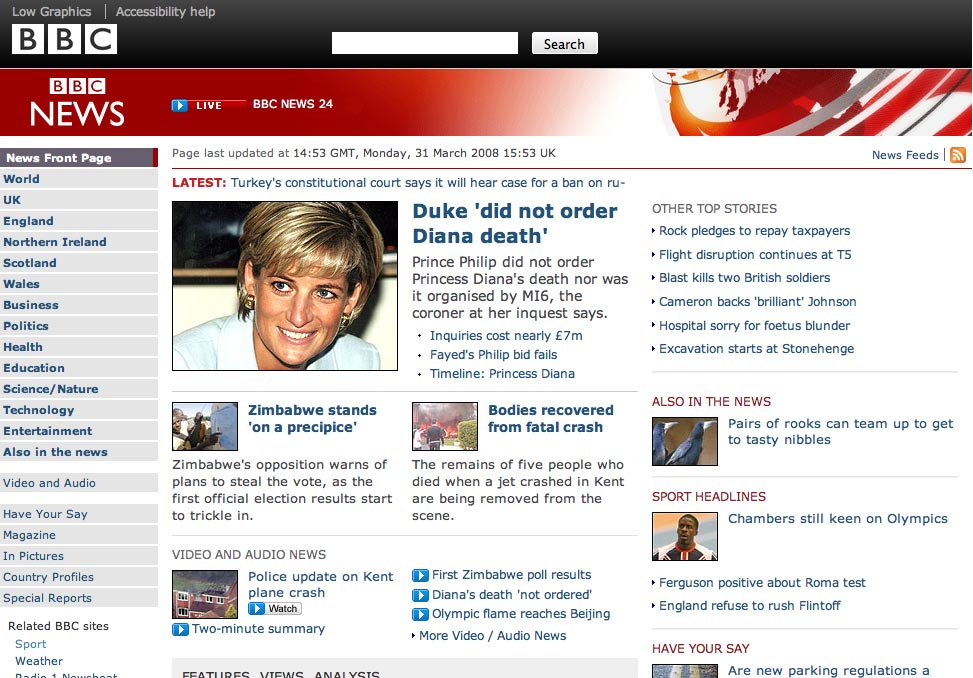 Low Graphics | Accessibility help
BBC
Search
BBC
NEWS
LIVE BBC NEWS 24
News Front Page
World
UK
England
Northern Ireland
Scotland
Wales
Business
Politics
Health
Education
Science/Nature
Technology
Entertainment
Also in the news
Video and Audio
Have Your Say
Magazine
In Pictures
Country Profiles
Special Reports
Related BBC sites
Sport
Weather
Radio 1 Newsbeat
Page last updated at 14:53 GMT, Monday, 31 March 2008 15:53 UK
News Feeds |
LATEST: Turkey's constitutional court says it will hear case for a ban on ru-
Duke 'did not order
Diana death'
Prince Philip did not order
Princess Diana's death nor was
it organised by MI6, the
coroner at her inquest says.
Inquiries cost nearly £7m
Fayed's Philip bid fails
Timeline: Princess Diana
Zimbabwe stands
'on a precipice'
Zimbabwe's opposition warns of
plans to steal the vote, as the
first official election results start
to trickle in.
Bodies recovered
from fatal crash
The remains of five people who
died when a jet crashed in Kent
are being removed from the
scene.
VIDEO AND AUDIO NEWS
Police update on Kent
plane crash
Watch
Two-minute summary
First Zimbabwe poll results
Diana's death 'not ordered'
Olympic flame reaches Beijing
More Video / Audio News
FEATURES, VIEWS, ANALYSIS
OTHER TOP STORIES
Rock pledges to repay taxpayers
Flight disruption continues at T5
Blast kills two British soldiers
Cameron backs 'brilliant' Johnson
Hospital sorry for foetus blunder
Excavation starts at Stonehenge
ALSO IN THE NEWS
Pairs of rooks can team up to get
to tasty nibbles
SPORT HEADLINES
Chambers still keen on Olympics
Ferguson positive about Roma test
England refuse to rush Flintoff
HAVE YOUR SAY
Are new parking regulations a